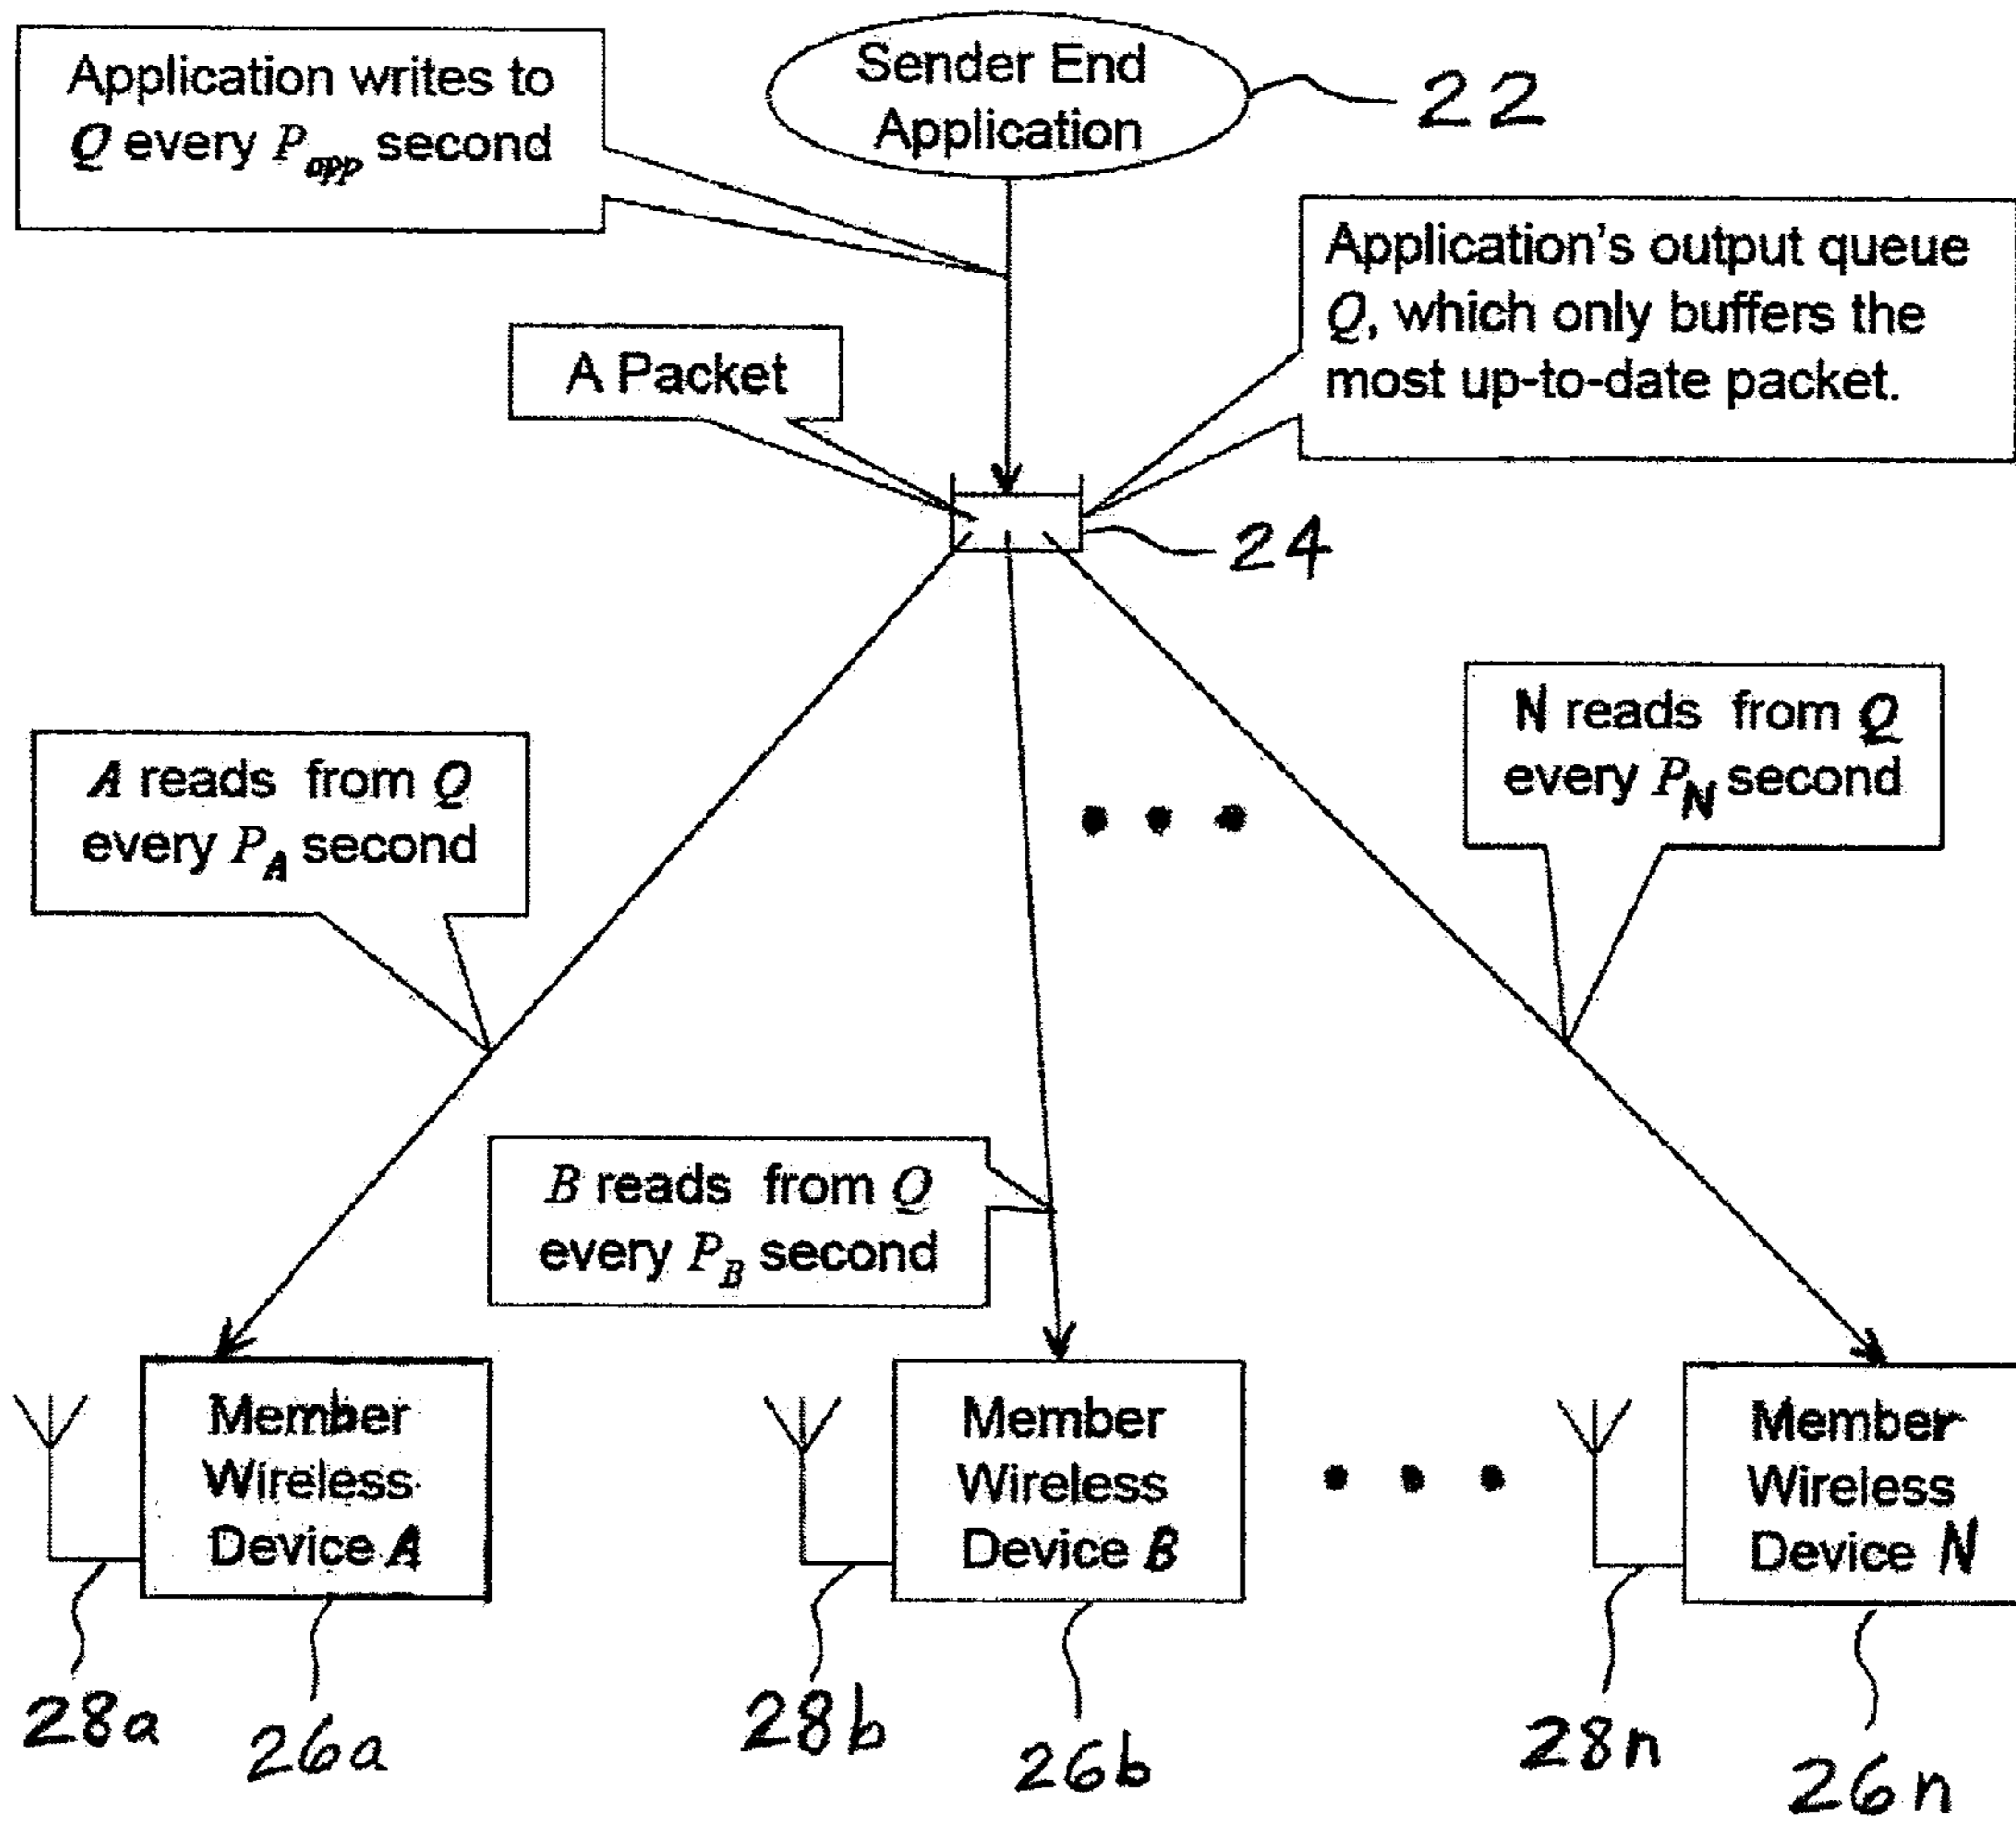 Application writes to
Q every P_app second
Sender End
Application
22
Application's output queue
Q, which only buffers the
most up-to-date packet.
A Packet
24
N reads from Q
every P_N second
A reads from Q
every P_A second
B reads from Q
every P_B second
Member
Wireless
Device A
Member
Wireless
Device B
Member
Wireless
Device N
28a
26a
28b
26b
28n
26n